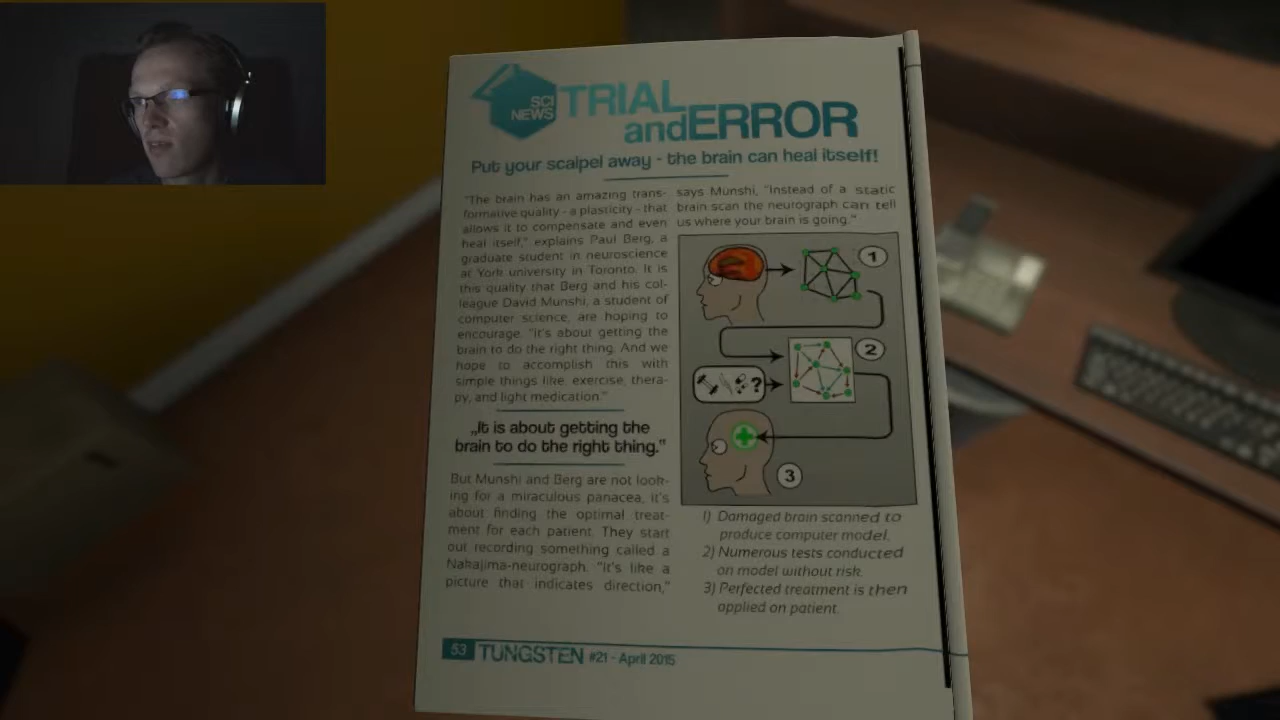 SCI
NEWS
TRIAL
andERROR
Put your scalpel away - the brain can heal itself!
"The brain has an amazing trans-
formative quality - a plasticity - that
allows it to compensate and even
heal itself," explains Paul Berg, a
graduate student in neuroscience
at York university in Toronto. It is
this quality that Berg and his col-
league David Munshi, a student of
computer science, are hoping to
encourage. "It's about getting the
brain to do the right thing. And we
hope to accomplish this with
simple things like, exercise, thera-
py, and light medication."
„It is about getting the
brain to do the right thing."
But Munshi and Berg are not look-
ing for a miraculous panacea, it's
about finding the optimal treat-
ment for each patient. They start
out recording something called a
Nakajima-neurograph. "It's like a
picture that indicates direction,"
says Munshi, "Instead of a static
brain scan the neurograph can tell
us where your brain is going."
1
2
?
3
1) Damaged brain scanned to
produce computer model.
2) Numerous tests conducted
on model without risk.
3) Perfected treatment is then
applied on patient.
53 TUNGSTEN #21 - April 2015